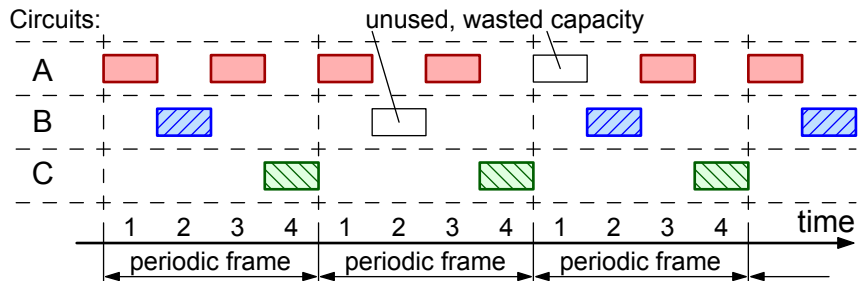 Circuits:
unused, wasted capacity
A
B
C
1 2 3 4 1 2 3 4 1 2 3 4 time
periodic frame periodic frame periodic frame